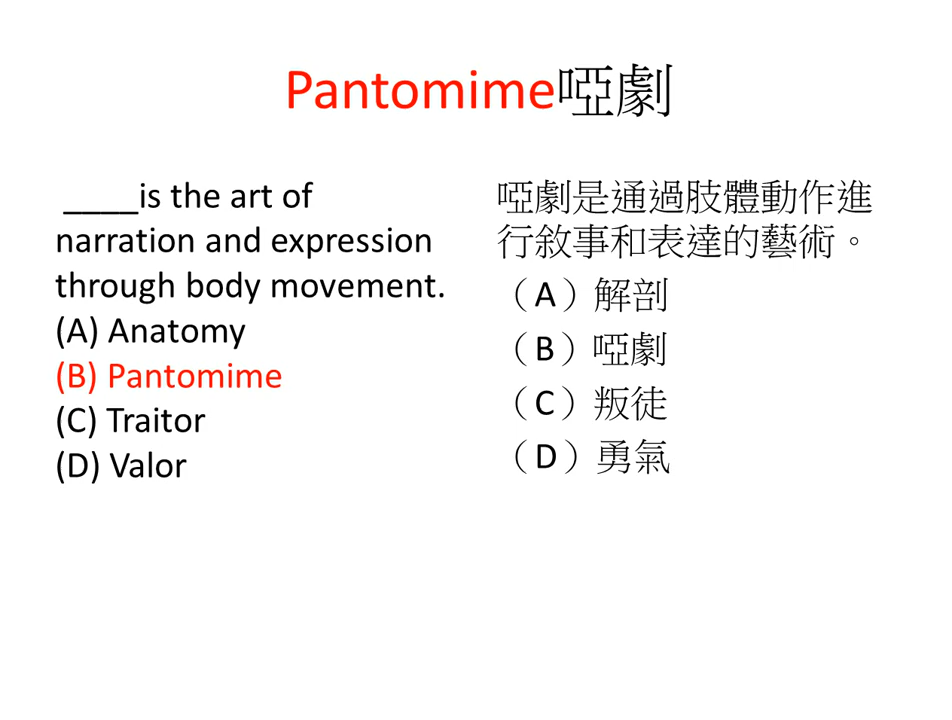 Pantomime啞劇
____is the art of
narration and expression
through body movement.
(A) Anatomy
(B) Pantomime
(C) Traitor
(D) Valor
啞劇是通過肢體動作進
行敘事和表達的藝術。
（A）解剖
（B）啞劇
（C）叛徒
（D）勇氣